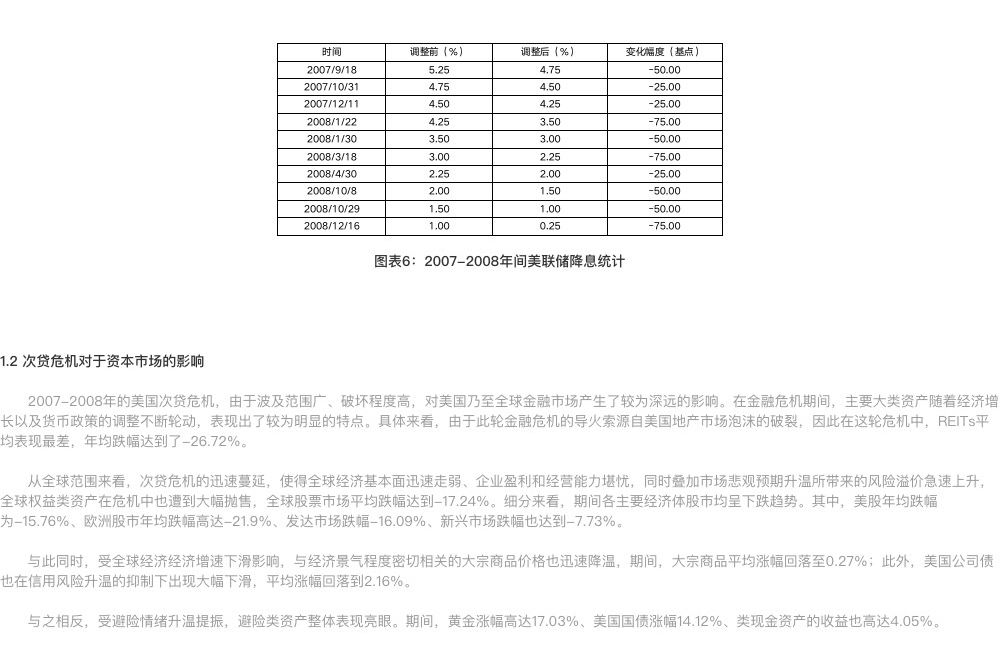 时间 调整前（%） 调整后（%） 变化幅度（基点）
2007/9/18 5.25 4.75 -50.00
2007/10/31 4.75 4.50 -25.00
2007/12/11 4.50 4.25 -25.00
2008/1/22 4.25 3.50 -75.00
2008/1/30 3.50 3.00 -50.00
2008/3/18 3.00 2.25 -75.00
2008/4/30 2.25 2.00 -25.00
2008/10/8 2.00 1.50 -50.00
2008/10/29 1.50 1.00 -50.00
2008/12/16 1.00 0.25 -75.00
图表6：2007-2008年间美联储降息统计
1.2 次贷危机对于资本市场的影响
2007-2008年的美国次贷危机，由于波及范围广、破坏程度高，对美国乃至全球金融市场产生了较为深远的影响。在金融危机期间，主要大类资产随着经济增
长以及货币政策的调整不断轮动，表现出了较为明显的特点。具体来看，由于此轮金融危机的导火索源自美国地产市场泡沫的破裂，因此在这轮危机中，REITs平
均表现最差，年均跌幅达到了-26.72%。
从全球范围来看，次贷危机的迅速蔓延，使得全球经济基本面迅速走弱、企业盈利和经营能力堪忧，同时叠加市场悲观预期升温所带来的风险溢价急速上升，
全球权益类资产在危机中也遭到大幅抛售，全球股票市场平均跌幅达到-17.24%。细分来看，期间各主要经济体股市均呈下跌趋势。其中，美股年均跌幅
为-15.76%、欧洲股市年均跌幅高达-21.9%、发达市场跌幅-16.09%、新兴市场跌幅也达到-7.73%。
与此同时，受全球经济经济增速下滑影响，与经济景气程度密切相关的大宗商品价格也迅速降温，期间，大宗商品平均涨幅回落至0.27%；此外，美国公司债
也在信用风险升温的抑制下出现大幅下滑，平均涨幅回落到2.16%。
与之相反，受避险情绪升温提振，避险类资产整体表现亮眼。期间，黄金涨幅高达17.03%、美国国债涨幅14.12%、类现金资产的收益也高达4.05%。